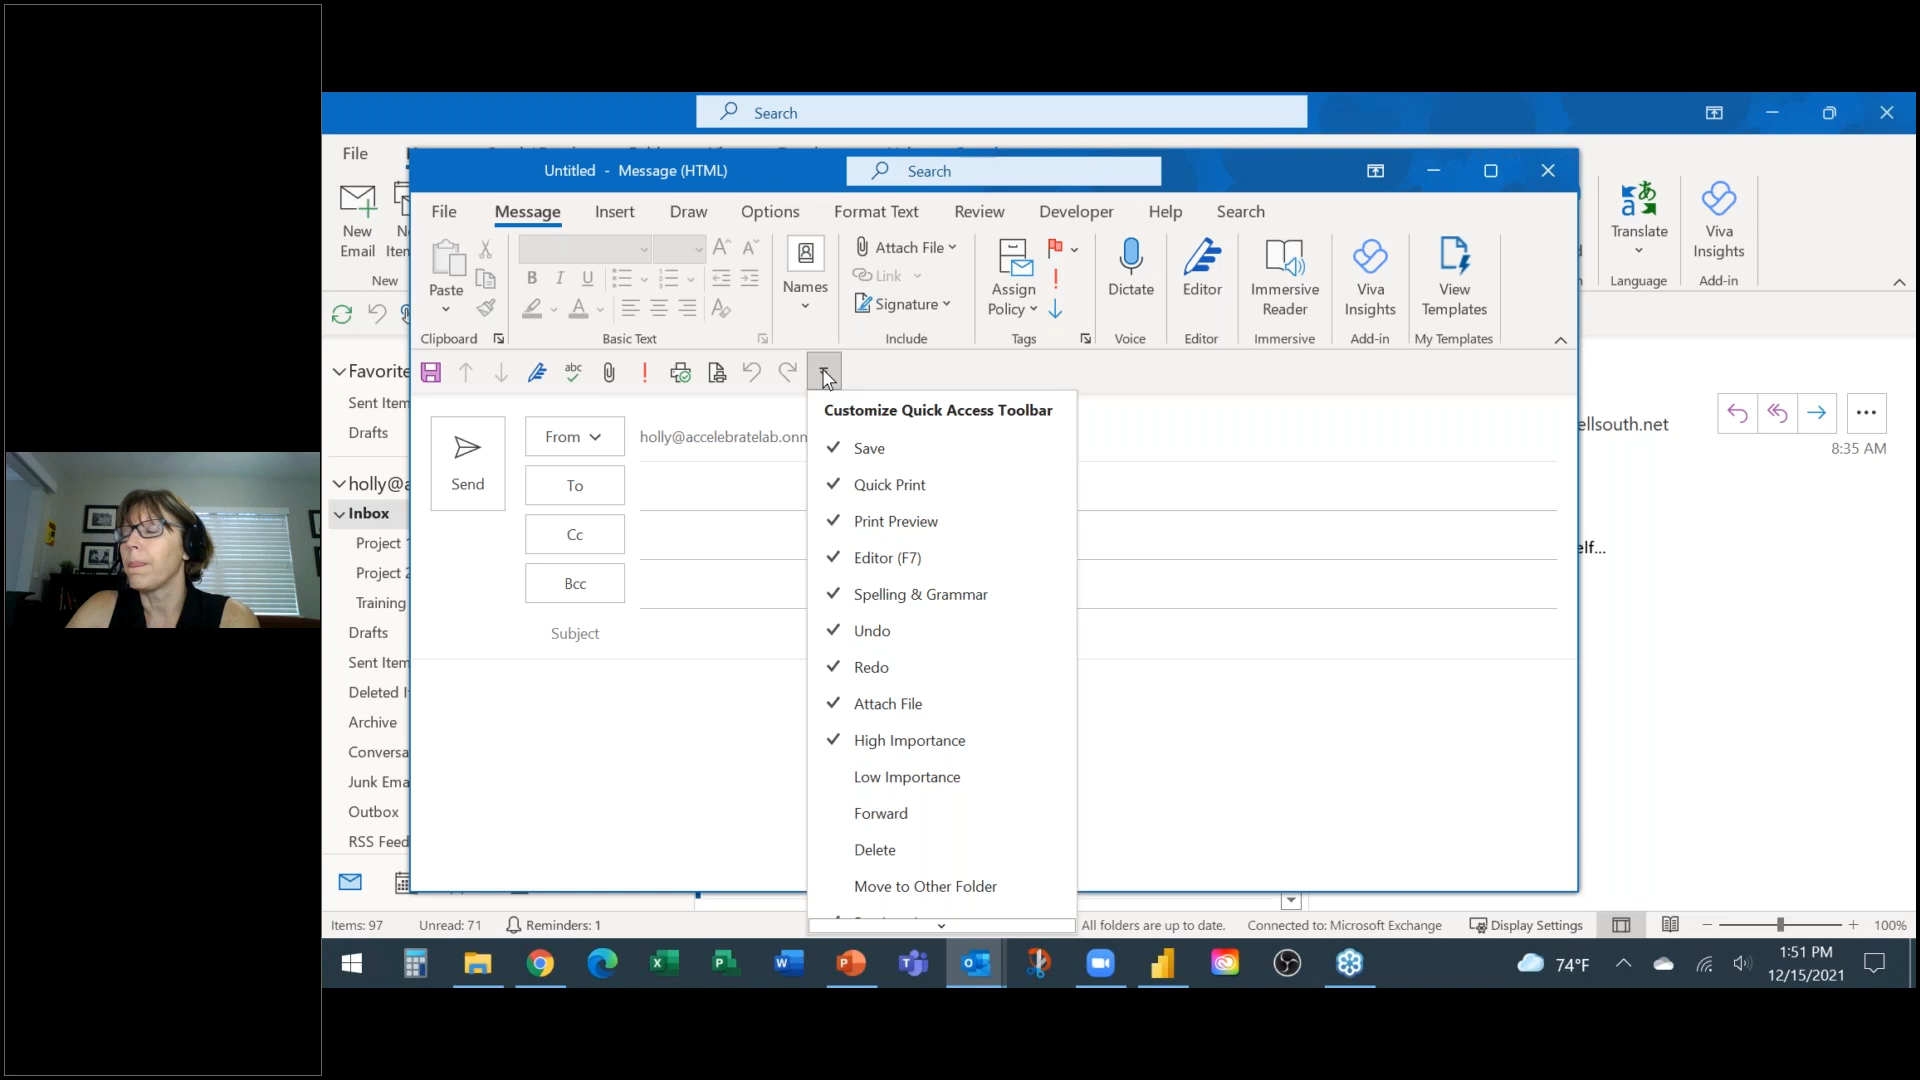 Search
File
New
Email
New
Favorite
Sent Item
Drafts
holly@a
Inbox
Project
Project 2
Training
Drafts
Sent Item
Deleted I
Archive
Conversa
Junk Ema
Outbox
RSS Feed
Untitled - Message (HTML)
Search
File Message Insert Draw Options Format Text Review Developer Help Search
Paste
Clipboard
B I U
Basic Text
Names
Attach File
Link
Signature
Include
Assign
Policy
Tags
Dictate
Voice
Editor
Editor
Immersive
Reader
Immersive
Viva
Insights
Add-in
View
Templates
My Templates
Translate
Language
Viva
Insights
Add-in
abc
Customize Quick Access Toolbar
Save
Quick Print
Print Preview
Editor (F7)
Spelling & Grammar
Undo
Redo
Attach File
High Importance
Low Importance
Forward
Delete
Move to Other Folder
Send
From holly@accelebratelab.onn
To
Cc
Bcc
Subject
ellsouth.net
8:35 AM
elf...
Items: 97 Unread: 71 Reminders: 1 All folders are up to date. Connected to: Microsoft Exchange Display Settings 100%
74°F
1:51 PM
12/15/2021